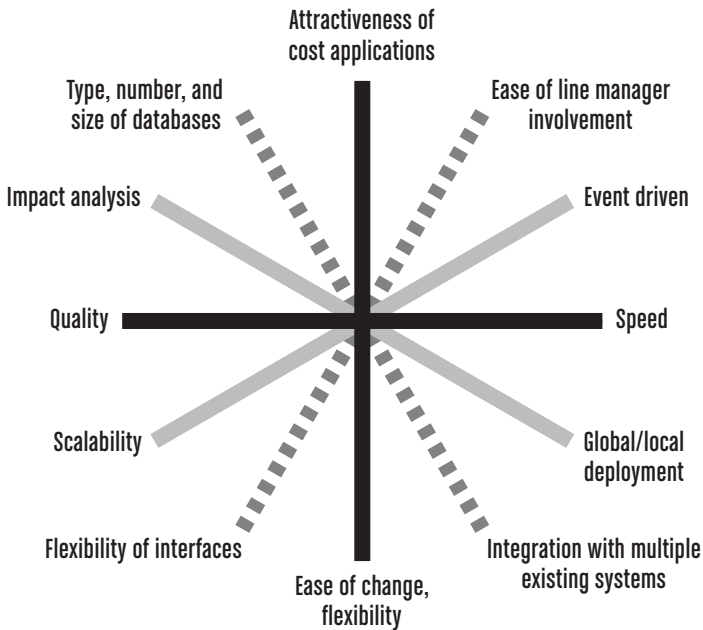 Attractiveness of
cost applications
Type, number, and
size of databases
Ease of line manager
involvement
Impact analysis
Event driven
Quality
Speed
Scalability
Global/local
deployment
Flexibility of interfaces
Integration with multiple
existing systems
Ease of change,
flexibility